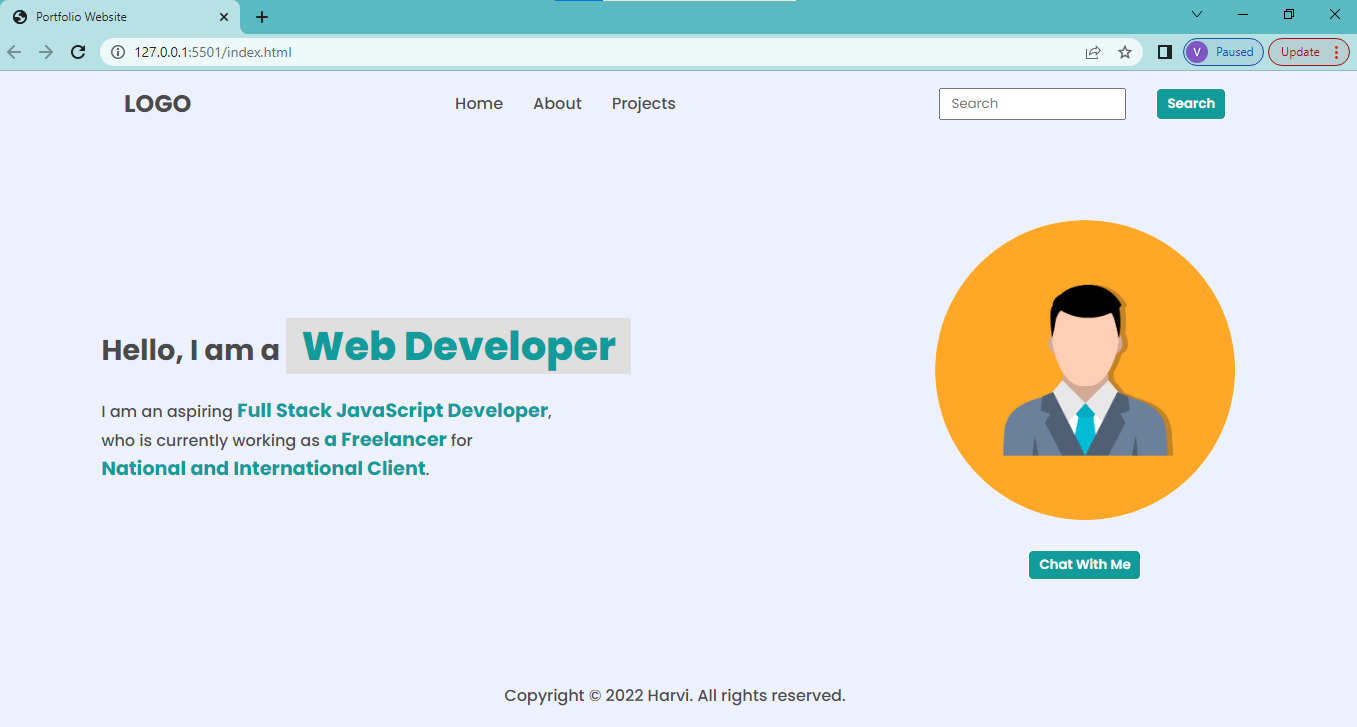 Portfolio Website
127.0.0.1:5501/index.html
V Paused Update
LOGO Home About Projects Search Search
Hello, I am a Web Developer
I am an aspiring Full Stack JavaScript Developer,
who is currently working as a Freelancer for
National and International Client.
Chat With Me
Copyright © 2022 Harvi. All rights reserved.